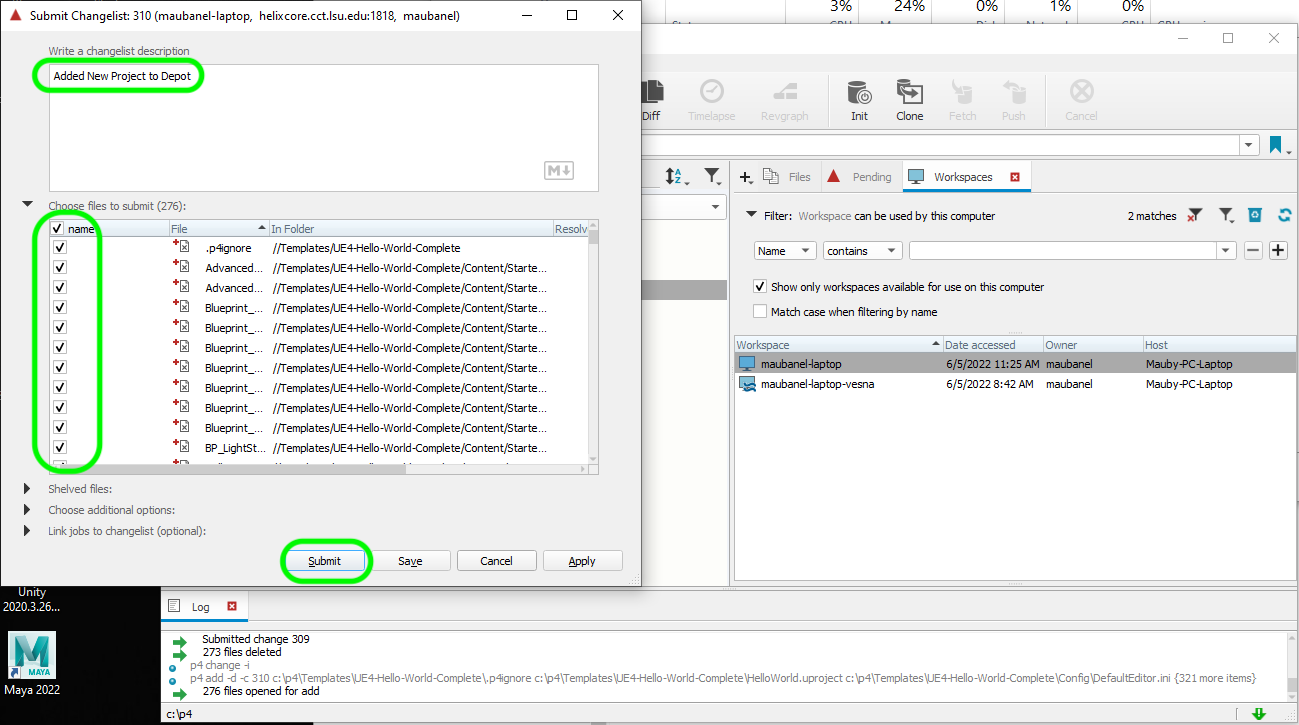 Submit Changelist: 310 (maubanel-laptop, helixcore.cct.lsu.edu:1818, maubanel)
3% 24% 0% 1% 0%
Write a changelist description
Added New Project to Depot
M
Diff Timelapse Revgraph Init Clone Fetch Push Cancel
Files Pending Workspaces
Choose files to submit (276):
name File In Folder Resolv
.p4ignore //Templates/UE4-Hello-World-Complete
Advanced... //Templates/UE4-Hello-World-Complete/Content/Starte...
Advanced... //Templates/UE4-Hello-World-Complete/Content/Starte...
Blueprint_... //Templates/UE4-Hello-World-Complete/Content/Starte...
Blueprint_... //Templates/UE4-Hello-World-Complete/Content/Starte...
Blueprint_... //Templates/UE4-Hello-World-Complete/Content/Starte...
Blueprint_... //Templates/UE4-Hello-World-Complete/Content/Starte...
Blueprint_... //Templates/UE4-Hello-World-Complete/Content/Starte...
Blueprint_... //Templates/UE4-Hello-World-Complete/Content/Starte...
Blueprint_... //Templates/UE4-Hello-World-Complete/Content/Starte...
BP_LightSt... //Templates/UE4-Hello-World-Complete/Content/Starte...
Shelved files:
Choose additional options:
Link jobs to changelist (optional):
Submit Save Cancel Apply
A
Z
Filter: Workspace can be used by this computer 2 matches
Name contains
Show only workspaces available for use on this computer
Match case when filtering by name
Workspace Date accessed Owner Host
maubanel-laptop 6/5/2022 11:25 AM maubanel Mauby-PC-Laptop
maubanel-laptop-vesna 6/5/2022 8:42 AM maubanel Mauby-PC-Laptop
Unity
2020.3.26...
M
MAYA
Maya 2022
Log
Submitted change 309
273 files deleted
p4 change -i
p4 add -d -c 310 c:\p4\Templates\UE4-Hello-World-Complete\.p4ignore c:\p4\Templates\UE4-Hello-World-Complete\HelloWorld.uproject c:\p4\Templates\UE4-Hello-World-Complete\Config\DefaultEditor.ini {321 more items}
276 files opened for add
c:\p4